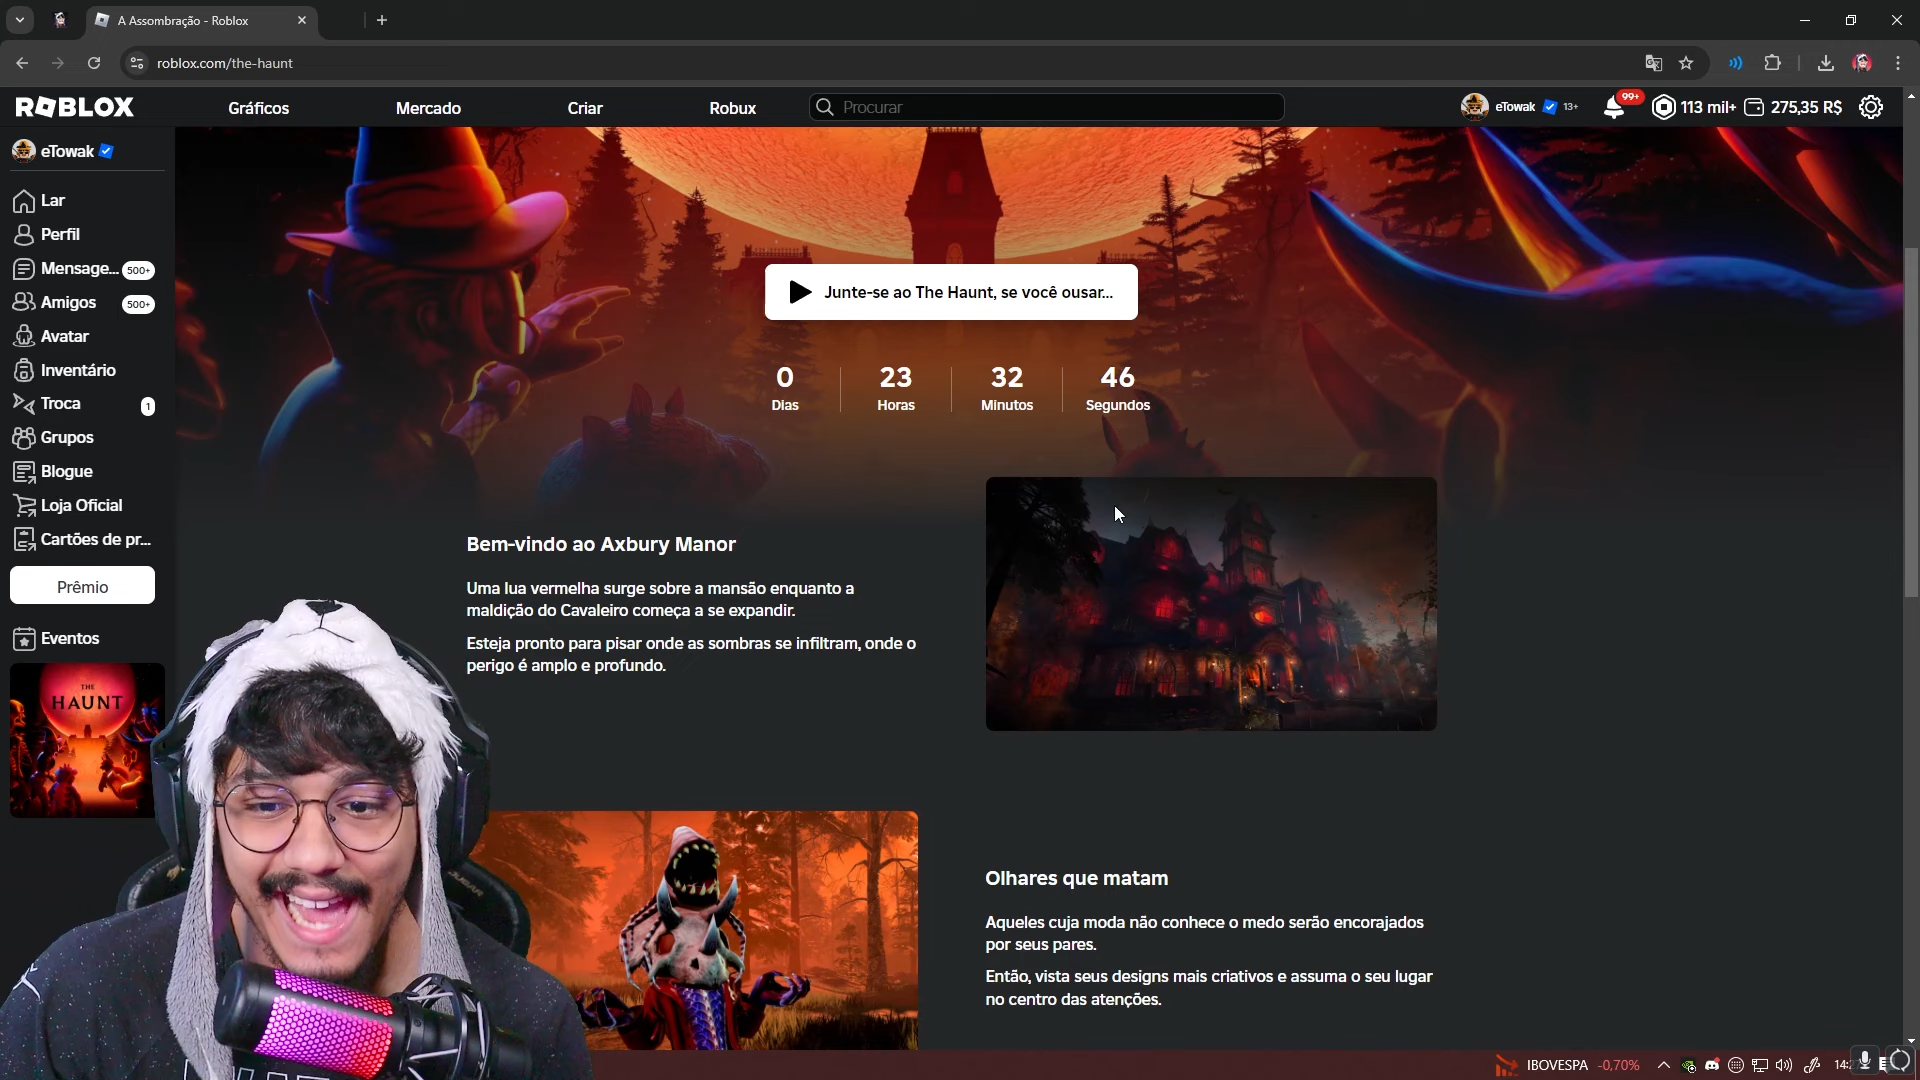 A Assombração - Roblox
roblox.com/the-haunt
ROBLOX
Gráficos
Mercado
Criar
Robux
Procurar
eTowak
13+
99+
113 mil+
275,35 R$
eTowak
Lar
Perfil
Mensage...
500+
Amigos
500+
Avatar
Inventário
Troca
1
Grupos
Blogue
Loja Oficial
Cartões de pr...
Prêmio
Eventos
THE
HAUNT
Junte-se ao The Haunt, se você ousar...
0
23
32
46
Dias
Horas
Minutos
Segundos
Bem-vindo ao Axbury Manor
Uma lua vermelha surge sobre a mansão enquanto a
maldição do Cavaleiro começa a se expandir.
Esteja pronto para pisar onde as sombras se infiltram, onde o
perigo é amplo e profundo.
Olhares que matam
Aqueles cuja moda não conhece o medo serão encorajados
por seus pares.
Então, vista seus designs mais criativos e assuma o seu lugar
no centro das atenções.
IBOVESPA
-0,70%